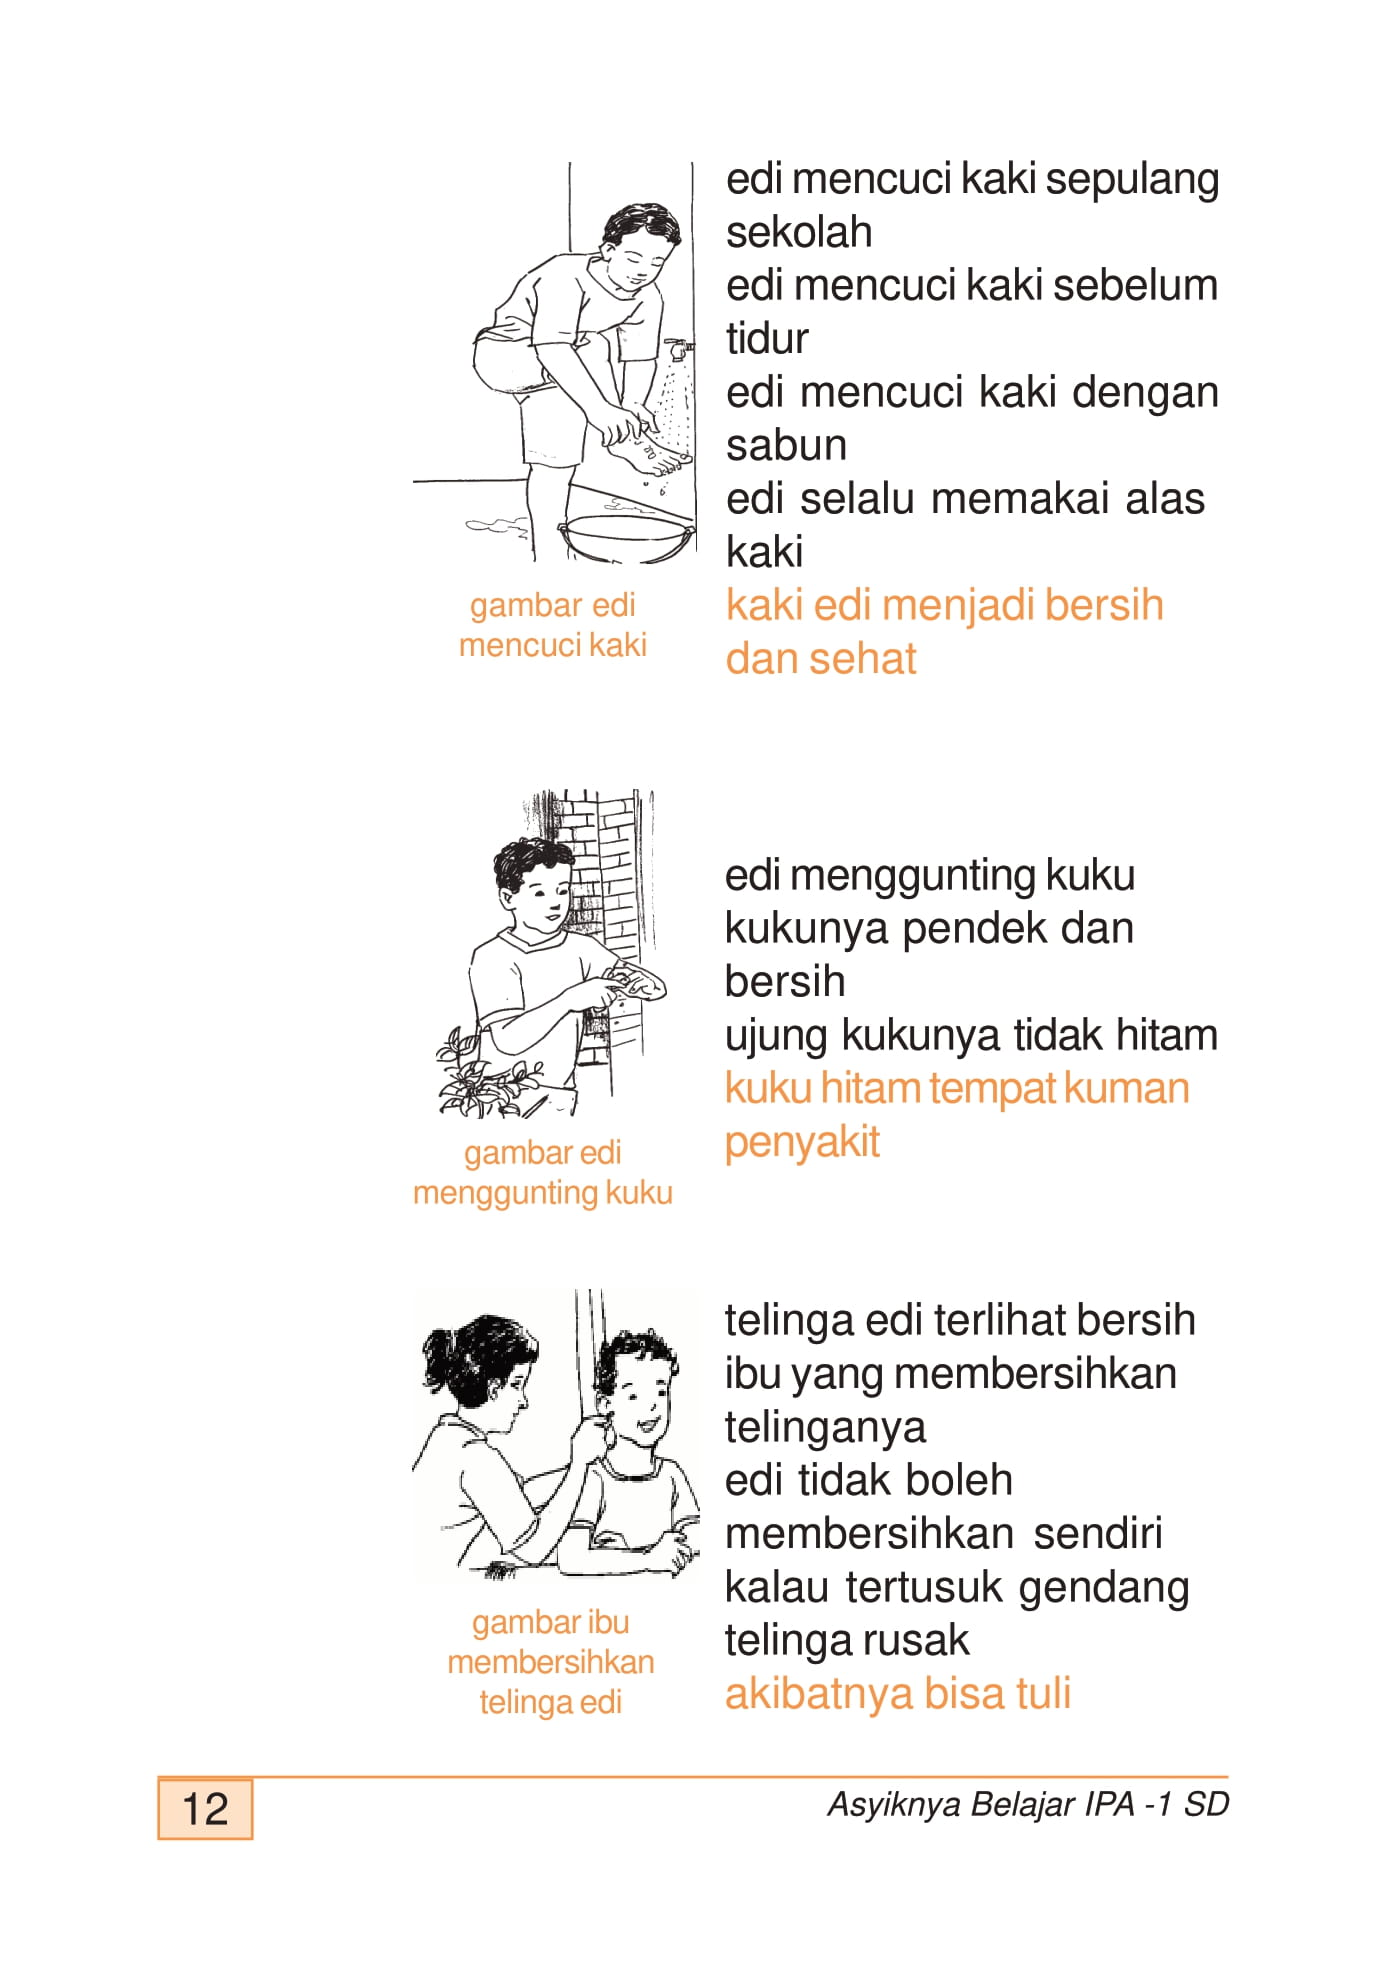 edi mencuci kaki sepulang
sekolah
edi mencuci kaki sebelum
tidur
edi mencuci kaki dengan
sabun
edi selalu memakai alas
kaki
kaki edi menjadi bersih
dan sehat
gambar edi
mencuci kaki
edi menggunting kuku
kukunya pendek dan
bersih
ujung kukunya tidak hitam
kuku hitam tempat kuman
penyakit
gambar edi
menggunting kuku
telinga edi terlihat bersih
ibu yang membersihkan
telinganya
edi tidak boleh
membersihkan sendiri
kalau tertusuk gendang
telinga rusak
akibatnya bisa tuli
gambar ibu
membersihkan
telinga edi
12
Asyiknya Belajar IPA -1 SD